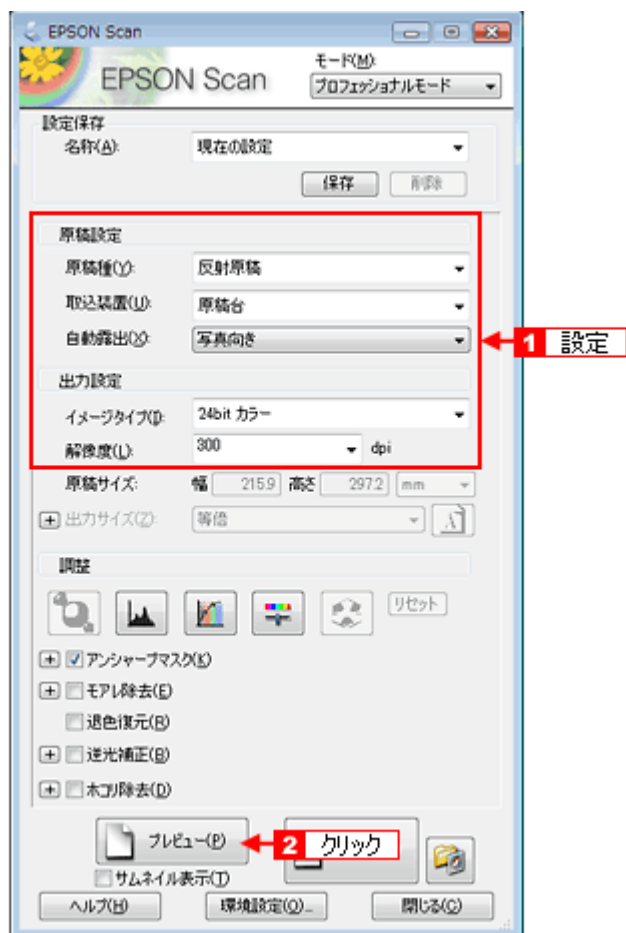 EPSON Scan
EPSON Scan
モード(M):
プロフェッショナルモード
設定保存
名称(A):
現在の設定
保存
削除
原稿設定
原稿種(Y):
反射原稿
取込装置(U):
原稿台
自動露出(X):
写真向き
1 設定
出力設定
イメージタイプ(I):
24bit カラー
解像度(L):
300
dpi
原稿サイズ:
幅 215.9 高さ 297.2 mm
出力サイズ(Z):
等倍
調整
リセット
アンシャープマスク(K)
モアレ除去(E)
退色復元(R)
逆光補正(B)
ホコリ除去(D)
プレビュー(P)
2 クリック
サムネイル表示(T)
ヘルプ(H)
環境設定(O)...
閉じる(C)